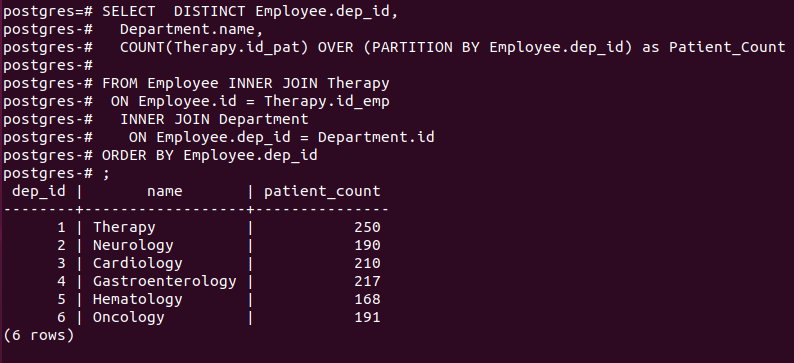 postgres=# SELECT  DISTINCT Employee.dep_id,
postgres-#   Department.name,
postgres-#   COUNT(Therapy.id_pat) OVER (PARTITION BY Employee.dep_id) as Patient_Count
postgres-#
postgres-# FROM Employee INNER JOIN Therapy
postgres-#  ON Employee.id = Therapy.id_emp
postgres-#   INNER JOIN Department
postgres-#    ON Employee.dep_id = Department.id
postgres-# ORDER BY Employee.dep_id
postgres-# ;
 dep_id |       name       | patient_count
--------+------------------+---------------
      1 | Therapy          |           250
      2 | Neurology        |           190
      3 | Cardiology       |           210
      4 | Gastroenterology |           217
      5 | Hematology       |           168
      6 | Oncology         |           191
(6 rows)